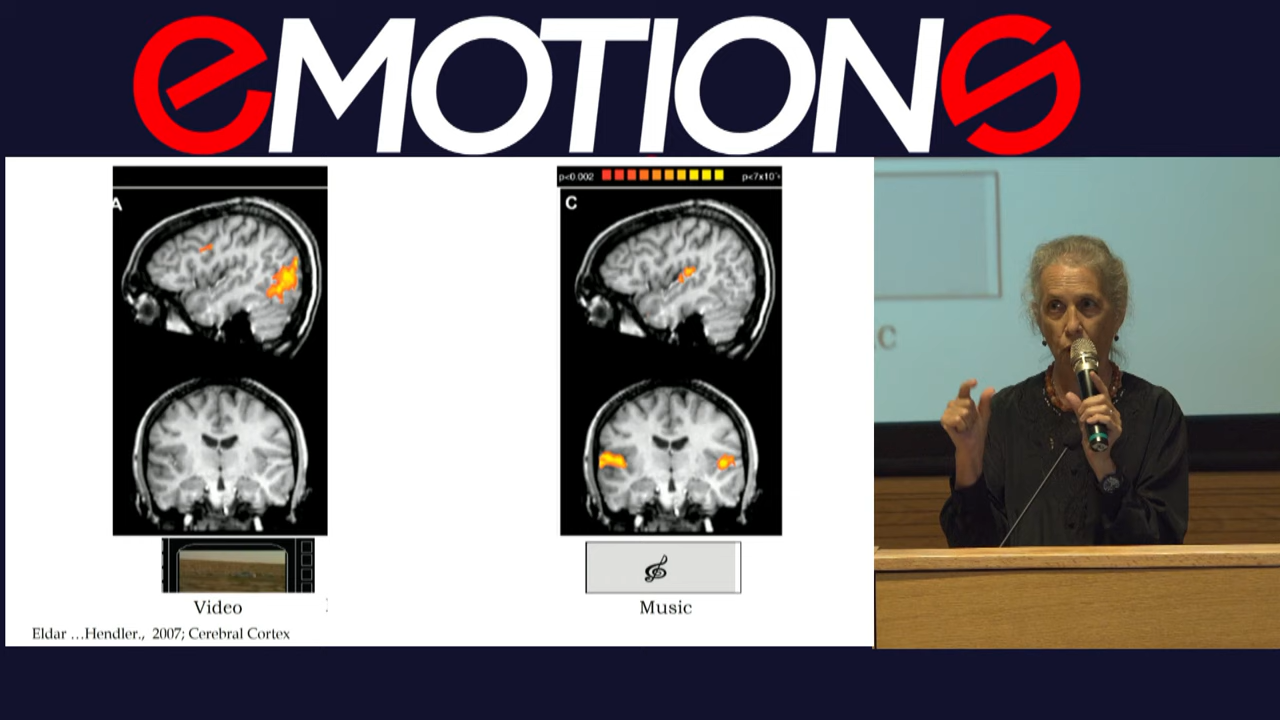 eMOTIONS
A
p<0.002
C
Video
Music
Eldar …Hendler., 2007; Cerebral Cortex
c